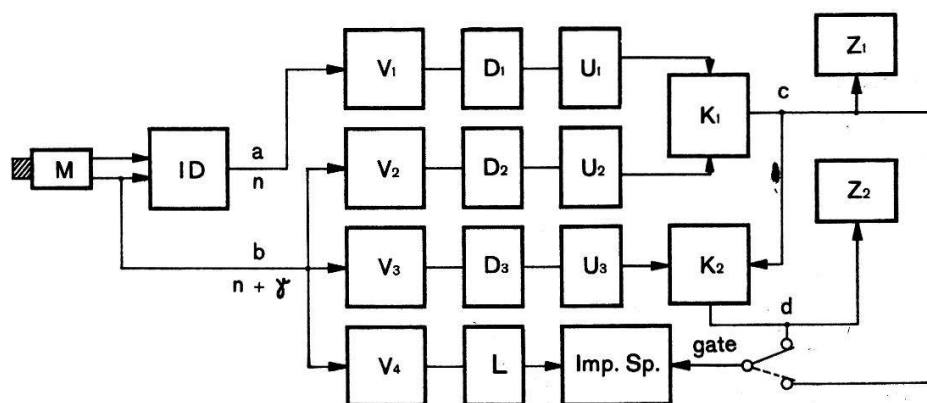 V1 D1 U1 Z1
K1 c
M ID a
n
V2 D2 U2 Z2
b
n + γ
V3 D3 U3 K2
d
gate
V4 L Imp. Sp.